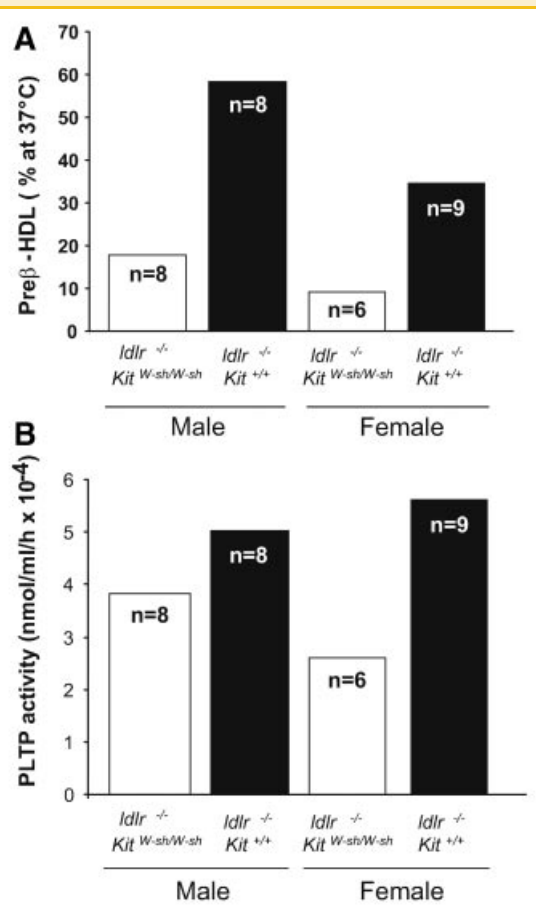 A
70
60
50
40
30
20
10
0
Preβ -HDL ( % at 37°C)
n=8
n=8
n=6
n=9
ldlr -/- ldlr -/- ldlr -/- ldlr -/-
Kit W-sh/W-sh Kit +/+ Kit W-sh/W-sh Kit +/+
Male Female
B
6
5
4
3
2
1
0
PLTP activity (nmol/ml/h x 10-4)
n=8
n=8
n=6
n=9
ldlr -/- ldlr -/- ldlr -/- ldlr -/-
Kit W-sh/W-sh Kit +/+ Kit W-sh/W-sh Kit +/+
Male Female